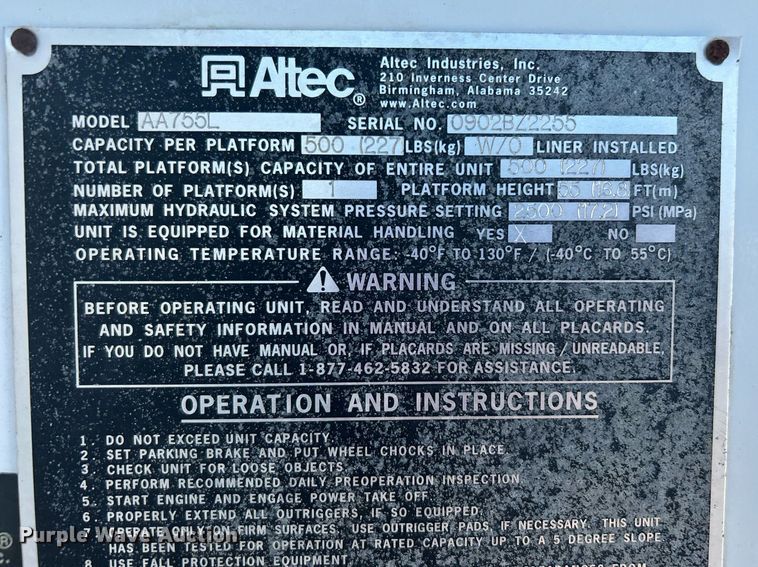 Altec®
Altec Industries, Inc.
210 Inverness Center Drive
Birmingham, Alabama 35242
www.Altec.com
MODEL AA755L SERIAL NO. 0902BZ2255
CAPACITY PER PLATFORM 500 (227) LBS(kg) W/O LINER INSTALLED
TOTAL PLATFORM(S) CAPACITY OF ENTIRE UNIT 500 (227) LBS(kg)
NUMBER OF PLATFORM(S) 1 PLATFORM HEIGHT 55 (16.8) FT(m)
MAXIMUM HYDRAULIC SYSTEM PRESSURE SETTING 2500 (17.2) PSI (MPa)
UNIT IS EQUIPPED FOR MATERIAL HANDLING YES X NO
OPERATING TEMPERATURE RANGE: -40°F TO 130°F / (-40°C TO 55°C)
WARNING
BEFORE OPERATING UNIT, READ AND UNDERSTAND ALL OPERATING
AND SAFETY INFORMATION IN MANUAL AND ON ALL PLACARDS.
IF YOU DO NOT HAVE MANUAL OR, IF PLACARDS ARE MISSING/UNREADABLE,
PLEASE CALL 1-877-462-5832 FOR ASSISTANCE.
OPERATION AND INSTRUCTIONS
1. DO NOT EXCEED UNIT CAPACITY.
2. SET PARKING BRAKE AND PUT WHEEL CHOCKS IN PLACE.
3. CHECK UNIT FOR LOOSE OBJECTS.
4. PERFORM RECOMMENDED DAILY PREOPERATION INSPECTION.
5. START ENGINE AND ENGAGE POWER TAKE OFF.
6. PROPERLY EXTEND ALL OUTRIGGERS, IF SO EQUIPPED.
7. OPERATE ONLY ON FIRM SURFACES. USE OUTRIGGER PADS, IF NECESSARY. THIS UNIT
HAS BEEN TESTED FOR OPERATION AT RATED CAPACITY UP TO A 5 DEGREE SLOPE.
8. USE FALL PROTECTION EQUIPMENT.
FROM
®
Purple Wave Auction